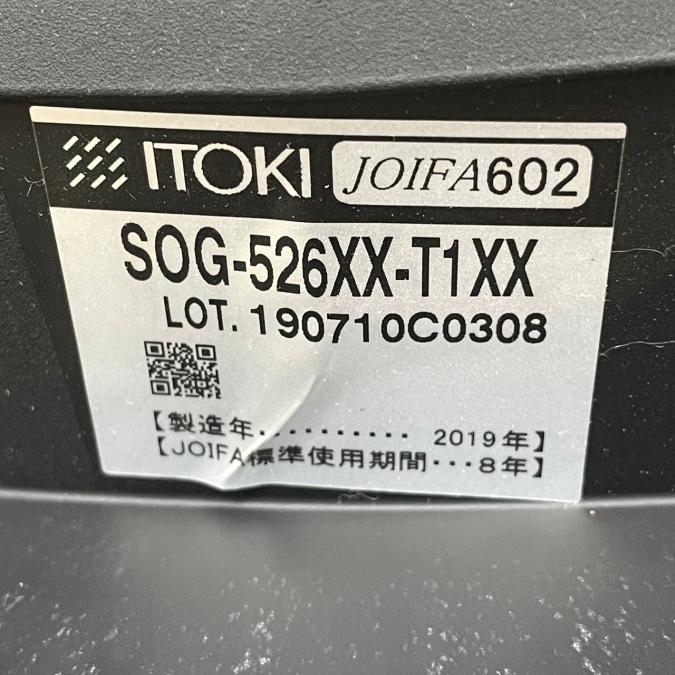 ITOKI JOIFA602
SOG-526XX-T1XX
LOT. 190710C0308
【製造年.......... 2019年】
【JOIFA標準使用期間･･･8年】